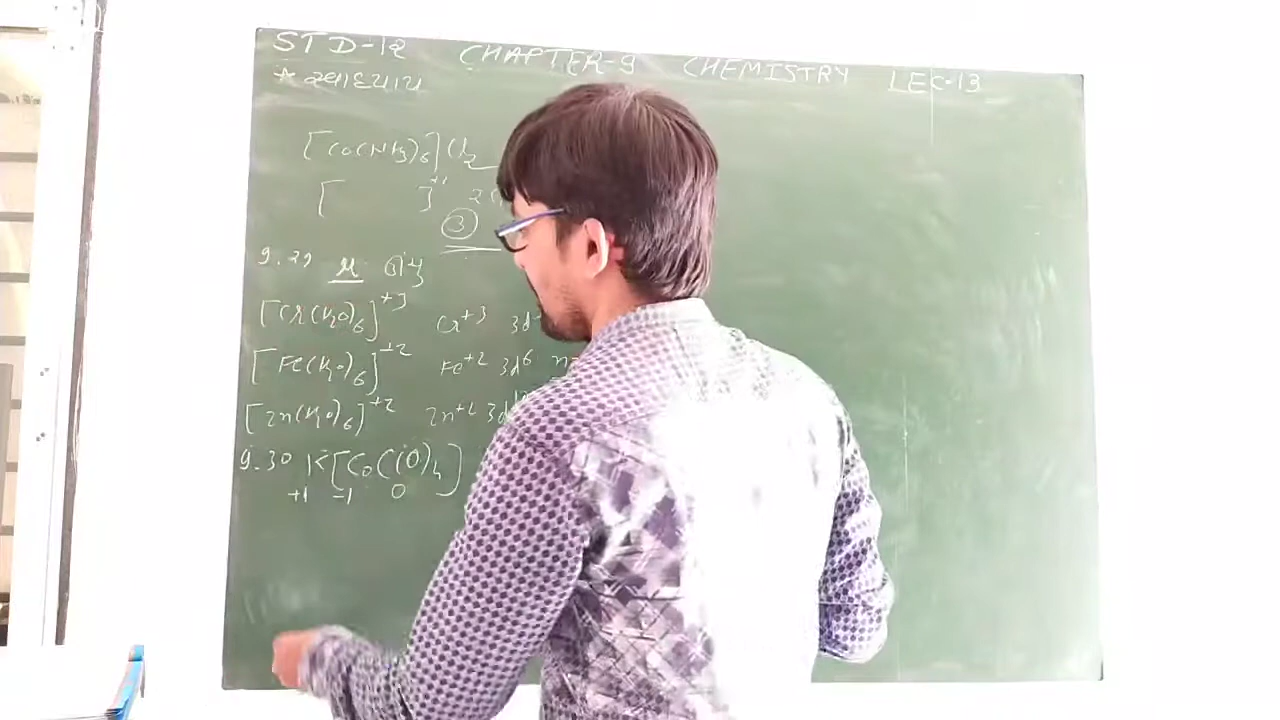 STD-12 CHAPTER-9 CHEMISTRY LEC-13
* સ્વાધ્યાય
[Co(NH3)6]Cl2
[ ]
3
9.29 μ
[Cr(H2O)6]+3 Cr+3 3d
[Fe(H2O)6]+2 Fe+2 3d6 n=
[Zn(H2O)6]+2 Zn+2 3d
9.30 K[Co(CO)4]
+1 -1 0